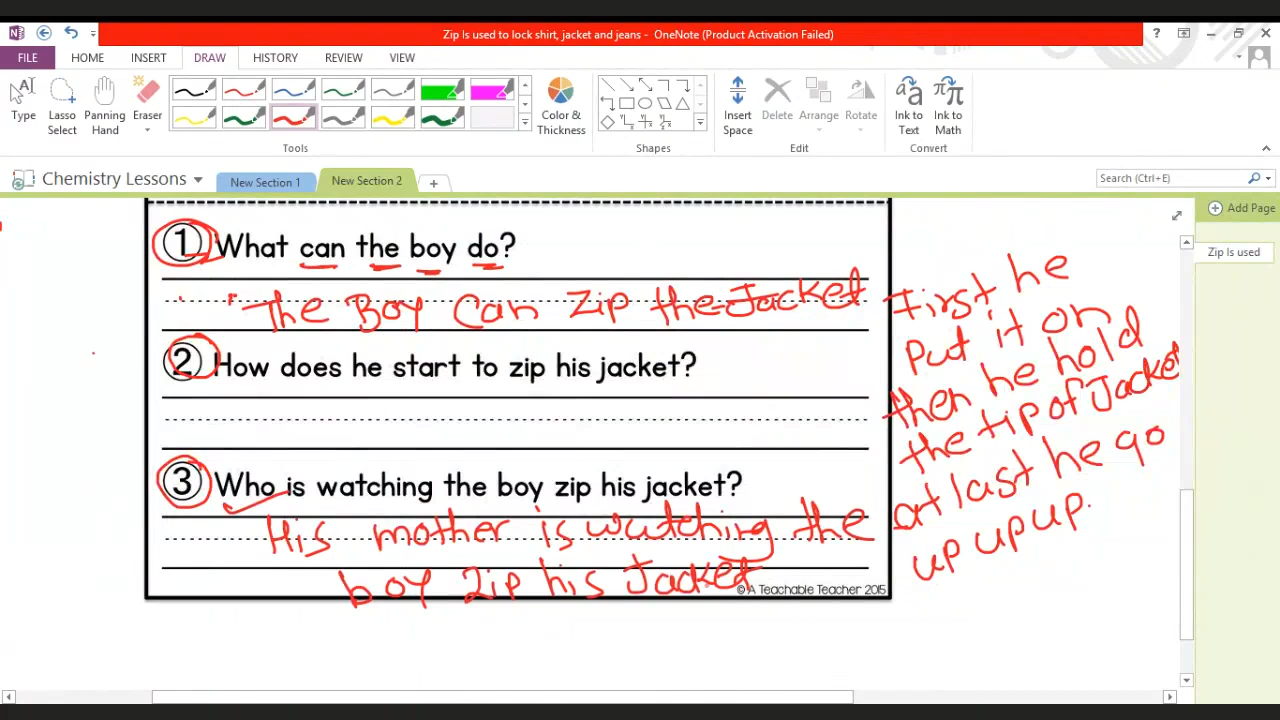 Zip Is used to lock shirt, jacket and jeans - OneNote (Product Activation Failed)
FILE HOME INSERT DRAW HISTORY REVIEW VIEW
Type
Lasso Select
Panning Hand
Eraser
Color & Thickness
Insert Space
Delete
Arrange
Rotate
Ink to Text
Ink to Math
Tools
Shapes
Edit
Convert
Chemistry Lessons
New Section 1
New Section 2
Search (Ctrl+E)
Add Page
Zip Is used
1 What can the boy do?
The Boy Can Zip the Jacket
2 How does he start to zip his jacket?
First he
Put it on
then he hold
the tip of Jacket
at last he go
up up up.
3 Who is watching the boy zip his jacket?
His mother is watching the
boy Zip his Jacket
© A Teachable Teacher 2015